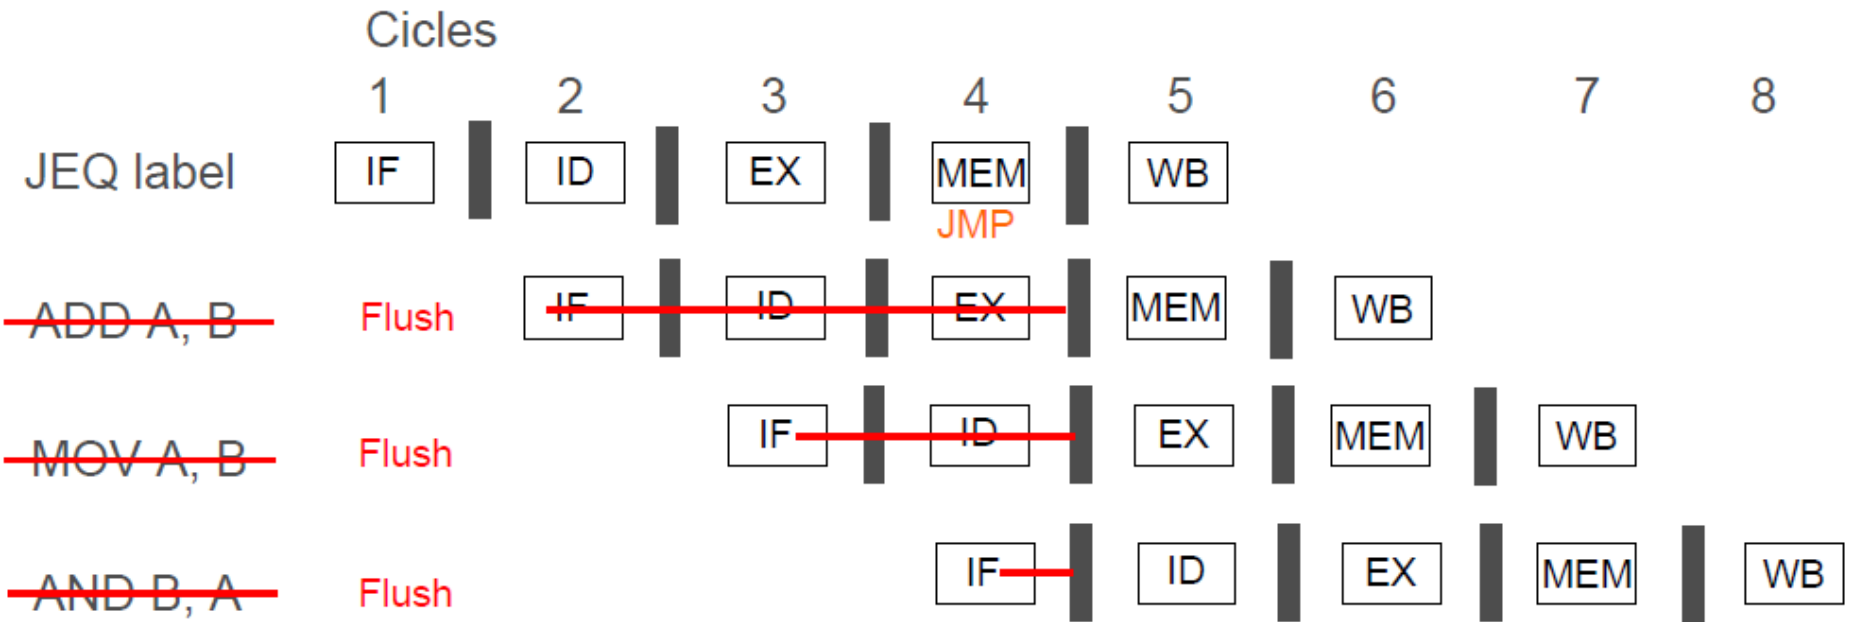 Cicles
1 2 3 4 5 6 7 8
JEQ label IF ID EX MEM WB
JMP
ADD A, B Flush IF ID EX MEM WB
MOV A, B Flush IF ID EX MEM WB
AND B, A Flush IF ID EX MEM WB